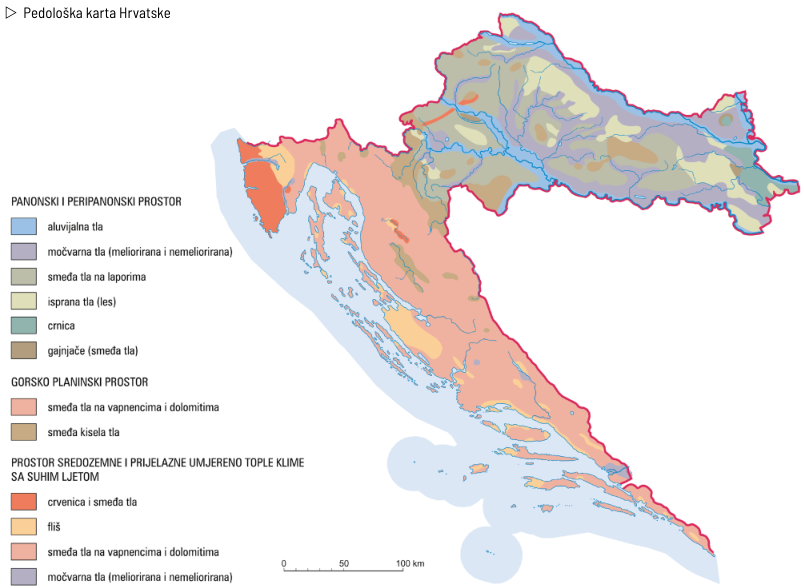 ▷ Pedološka karta Hrvatske
PANONSKI I PERIPANONSKI PROSTOR
aluvijalna tla
močvarna tla (meliorirana i nemeliorirana)
smeđa tla na laporima
isprana tla (les)
crnica
gajnjače (smeđa tla)
GORSKO PLANINSKI PROSTOR
smeđa tla na vapnencima i dolomitima
smeđa kisela tla
PROSTOR SREDOZEMNE I PRIJELAZNE UMJERENO TOPLE KLIME
SA SUHIM LJETOM
crvenica i smeđa tla
fliš
smeđa tla na vapnencima i dolomitima
močvarna tla (meliorirana i nemeliorirana)
0 50 100 km